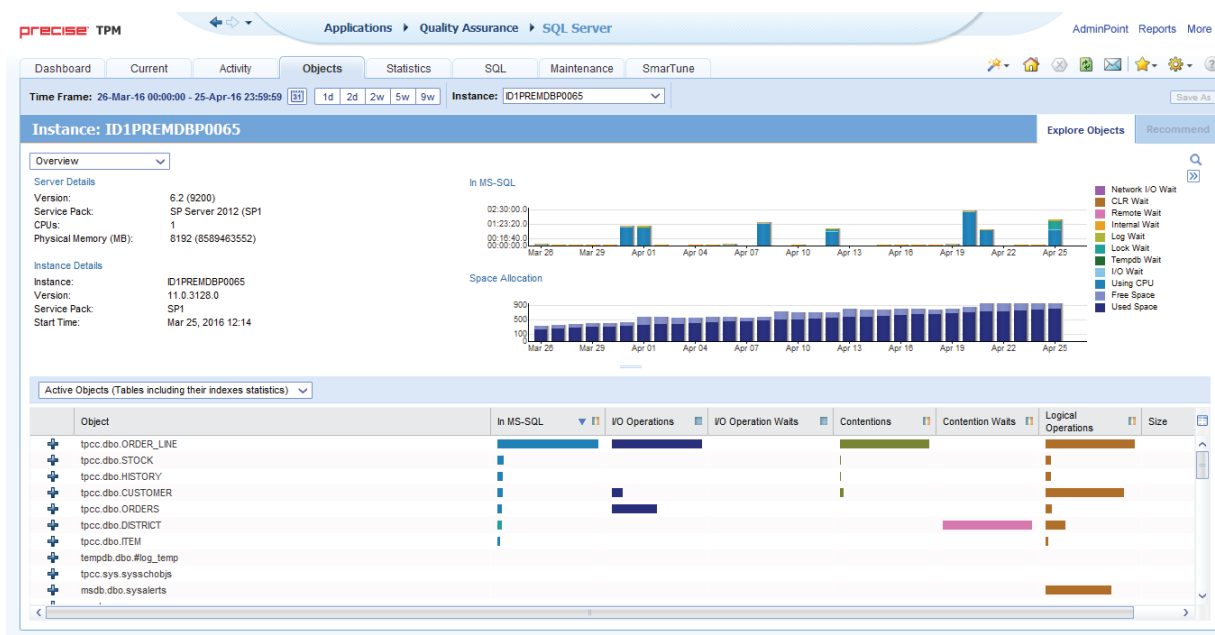 precise TPM
Applications Quality Assurance SQL Server
AdminPoint Reports More
Dashboard Current Activity Objects Statistics SQL Maintenance SmarTune
Time Frame: 26-Mar-16 00:00:00 - 25-Apr-16 23:59:59 31 1d 2d 2w 5w 9w Instance: ID1PREMDBP0065
Save As
Instance: ID1PREMDBP0065
Explore Objects Recommend
Overview
Server Details
Version: 6.2 (9200)
Service Pack: SP Server 2012 (SP1
CPUs: 1
Physical Memory (MB): 8192 (8589463552)
Instance Details
Instance: ID1PREMDBP0065
Version: 11.0.3128.0
Service Pack: SP1
Start Time: Mar 25, 2016 12:14
In MS-SQL
02:30:00.0
01:23:20.0
00:16:40.0
00:00:00.0
Mar 26 Mar 29 Apr 01 Apr 04 Apr 07 Apr 10 Apr 13 Apr 16 Apr 19 Apr 22 Apr 25
Space Allocation
900
500
100
0
Mar 26 Mar 29 Apr 01 Apr 04 Apr 07 Apr 10 Apr 13 Apr 16 Apr 19 Apr 22 Apr 25
Network I/O Wait
CLR Wait
Remote Wait
Internal Wait
Log Wait
Lock Wait
Tempdb Wait
I/O Wait
Using CPU
Free Space
Used Space
Active Objects (Tables including their indexes statistics)
Object In MS-SQL I/O Operations I/O Operation Waits Contentions Contention Waits Logical Operations Size
tpcc.dbo.ORDER_LINE
tpcc.dbo.STOCK
tpcc.dbo.HISTORY
tpcc.dbo.CUSTOMER
tpcc.dbo.ORDERS
tpcc.dbo.DISTRICT
tpcc.dbo.ITEM
tempdb.dbo.#log_temp
tpcc.sys.sysschobjs
msdb.dbo.sysalerts